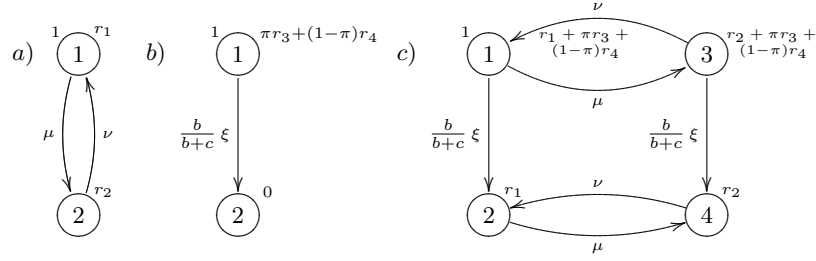 a) 1 r₁
1
μ ν
r₂
2
b) 1 πr₃+(1-π)r₄
1
b/(b+c) ξ
0
2
c) 1 r₁ + πr₃ + (1-π)r₄
1
ν
μ
r₂ + πr₃ + (1-π)r₄
3
b/(b+c) ξ
b/(b+c) ξ
r₁
2
ν
μ
r₂
4